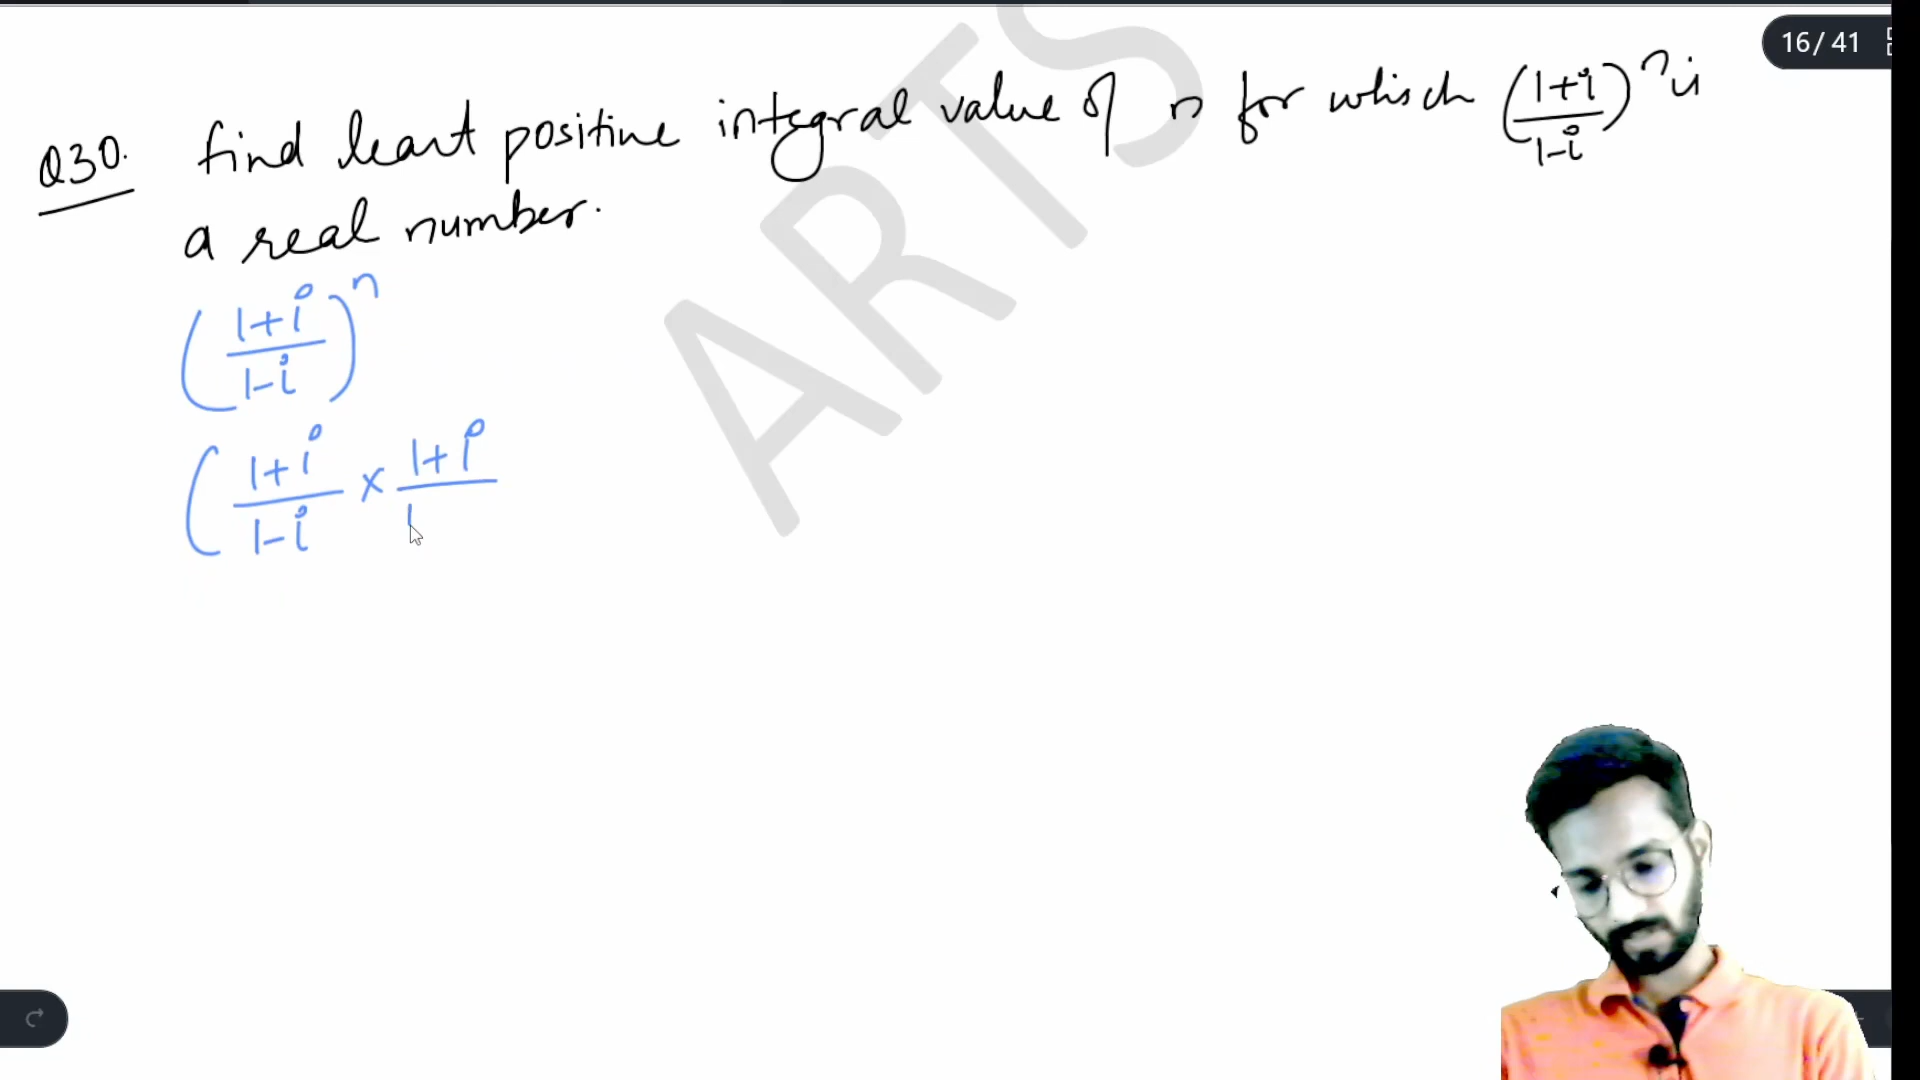 16/41
Q30. find least positive integral value of n for which ((1+i)/(1-i))^n is
a real number.
((1+i)/(1-i))^n
((1+i)/(1-i) × (1+i)/1
ARTS